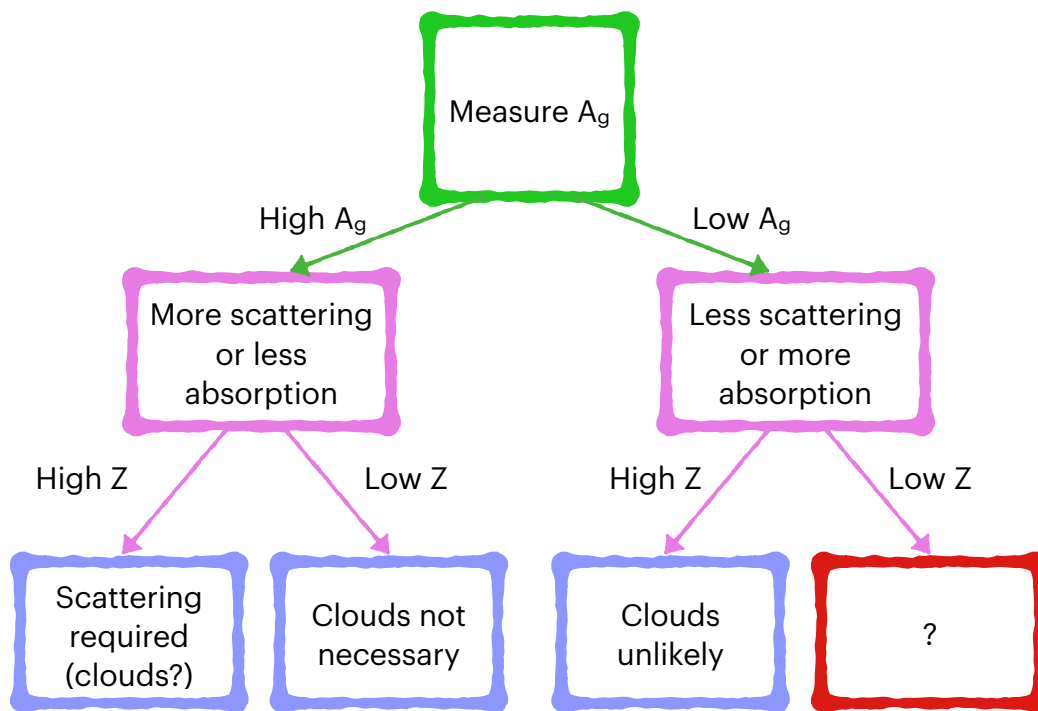 Measure Ag
High Ag
Low Ag
More scattering
or less
absorption
Less scattering
or more
absorption
High Z
Low Z
High Z
Low Z
Scattering
required
(clouds?)
Clouds not
necessary
Clouds
unlikely
?